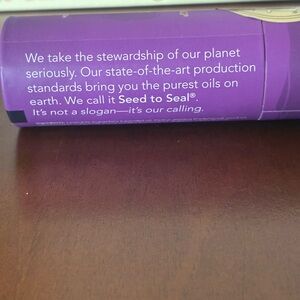 We take the stewardship of our planet
seriously. Our state-of-the-art production
standards bring you the purest oils on
earth. We call it Seed to Seal®.
It's not a slogan—it's our calling.